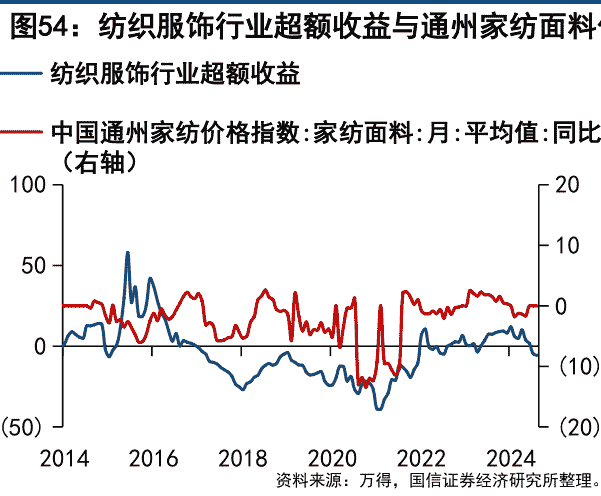 图54：纺织服饰行业超额收益与通州家纺面料
纺织服饰行业超额收益
中国通州家纺价格指数:家纺面料:月:平均值:同比
（右轴）
100 20
50 10
0 0
(10)
(50) (20)
2014 2016 2018 2020 2022 2024
资料来源：万得，国信证券经济研究所整理。